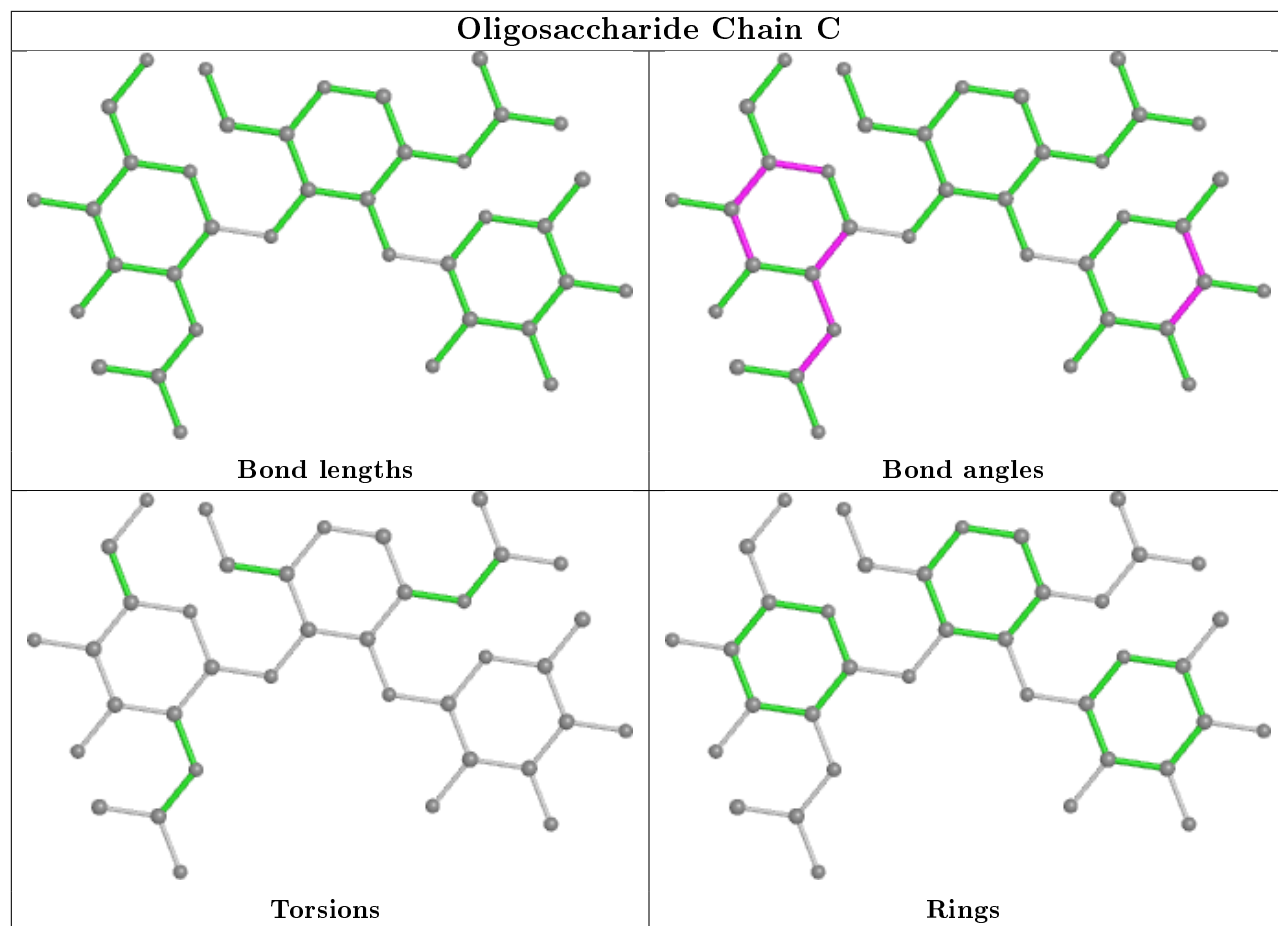 Oligosaccharide Chain C
Bond lengths
Bond angles
Torsions
Rings